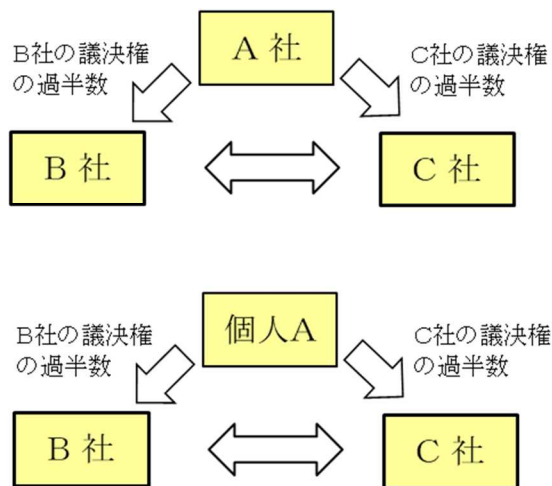 A 社
B社の議決権
の過半数
C社の議決権
の過半数
B 社
C 社
個人A
B社の議決権
の過半数
C社の議決権
の過半数
B 社
C 社